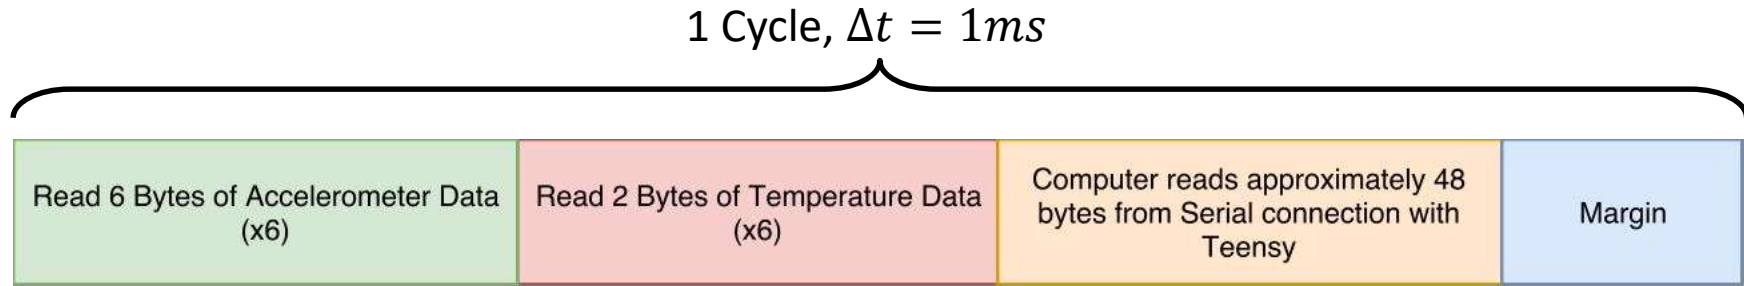 1 Cycle, Δt = 1ms
Read 6 Bytes of Accelerometer Data
(x6)
Read 2 Bytes of Temperature Data
(x6)
Computer reads approximately 48
bytes from Serial connection with
Teensy
Margin